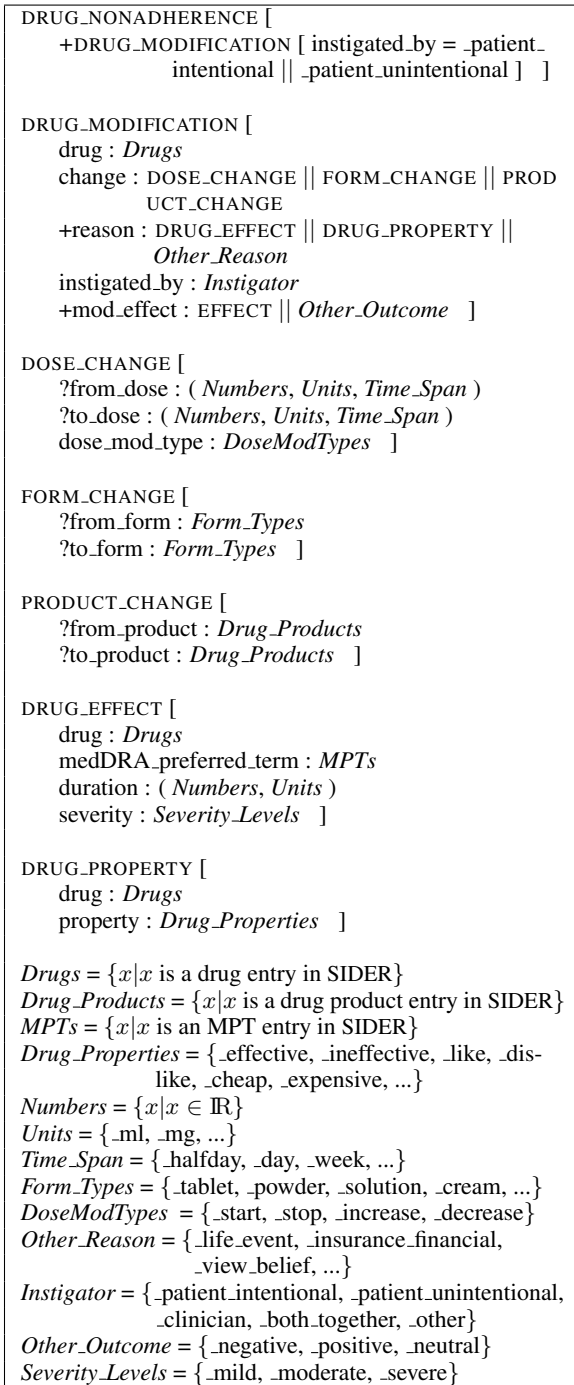 DRUG_NONADHERENCE [
+DRUG_MODIFICATION [ instigated_by = _patient_
intentional || _patient_unintentional ] ]
DRUG_MODIFICATION [
drug : Drugs
change : DOSE_CHANGE || FORM_CHANGE || PROD
UCT_CHANGE
+reason : DRUG_EFFECT || DRUG_PROPERTY ||
Other_Reason
instigated_by : Instigator
+mod_effect : EFFECT || Other_Outcome ]
DOSE_CHANGE [
?from_dose : ( Numbers, Units, Time_Span )
?to_dose : ( Numbers, Units, Time_Span )
dose_mod_type : DoseModTypes ]
FORM_CHANGE [
?from_form : Form_Types
?to_form : Form_Types ]
PRODUCT_CHANGE [
?from_product : Drug_Products
?to_product : Drug_Products ]
DRUG_EFFECT [
drug : Drugs
medDRA_preferred_term : MPTs
duration : ( Numbers, Units )
severity : Severity_Levels ]
DRUG_PROPERTY [
drug : Drugs
property : Drug_Properties ]
Drugs = {x|x is a drug entry in SIDER}
Drug_Products = {x|x is a drug product entry in SIDER}
MPTs = {x|x is an MPT entry in SIDER}
Drug_Properties = {_effective, _ineffective, _like, _dis-
like, _cheap, _expensive, ...}
Numbers = {x|x ∈ ℝ}
Units = {_ml, _mg, ...}
Time_Span = {_halfday, _day, _week, ...}
Form_Types = {_tablet, _powder, _solution, _cream, ...}
DoseModTypes = {_start, _stop, _increase, _decrease}
Other_Reason = {_life_event, _insurance_financial,
_view_belief, ...}
Instigator = {_patient_intentional, _patient_unintentional,
_clinician, _both_together, _other}
Other_Outcome = {_negative, _positive, _neutral}
Severity_Levels = {_mild, _moderate, _severe}